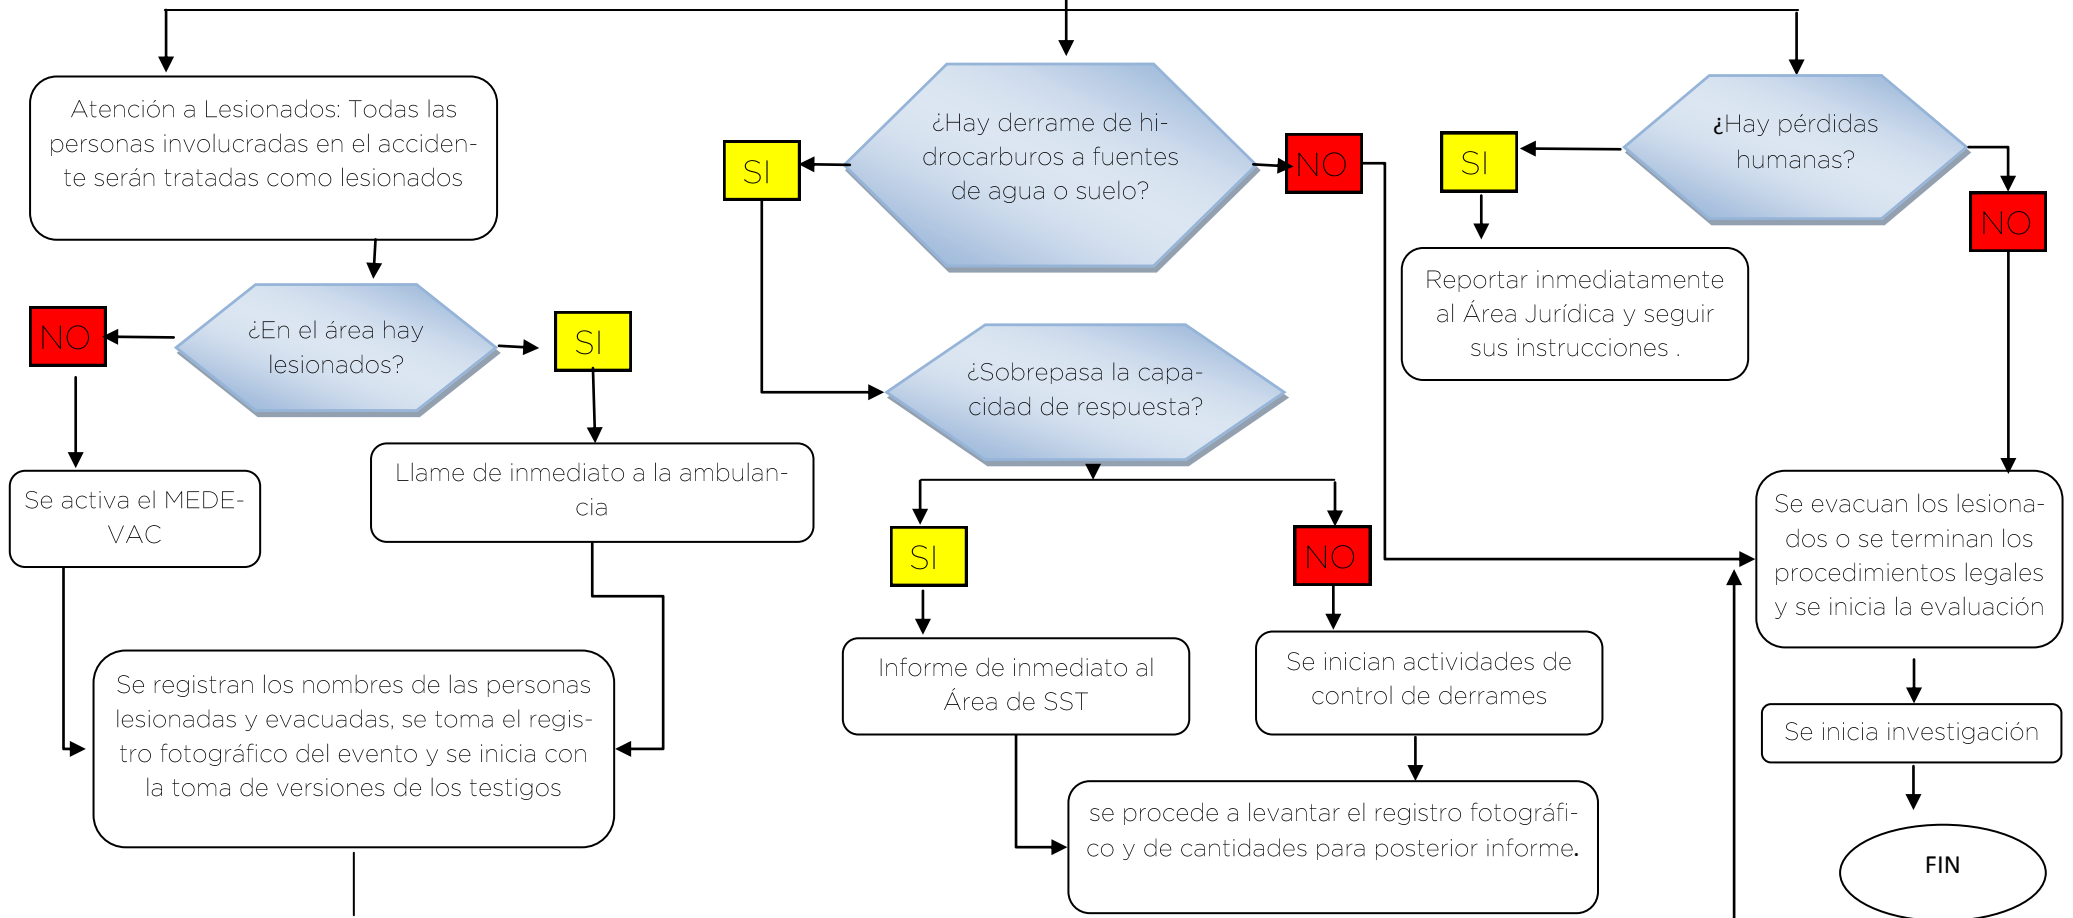 Atención a Lesionados: Todas las
personas involucradas en el acciden-
te serán tratadas como lesionados
¿En el área hay
lesionados?
NO
SI
Se activa el MEDE-
VAC
Llame de inmediato a la ambulan-
cia
Se registran los nombres de las personas
lesionadas y evacuadas, se toma el regis-
tro fotográfico del evento y se inicia con
la toma de versiones de los testigos
¿Hay derrame de hi-
drocarburos a fuentes
de agua o suelo?
SI
NO
¿Sobrepasa la capa-
cidad de respuesta?
SI
NO
Informe de inmediato al
Área de SST
Se inician actividades de
control de derrames
se procede a levantar el registro fotográfi-
co y de cantidades para posterior informe.
¿Hay pérdidas
humanas?
SI
NO
Reportar inmediatamente
al Área Jurídica y seguir
sus instrucciones .
Se evacuan los lesiona-
dos o se terminan los
procedimientos legales
y se inicia la evaluación
Se inicia investigación
FIN